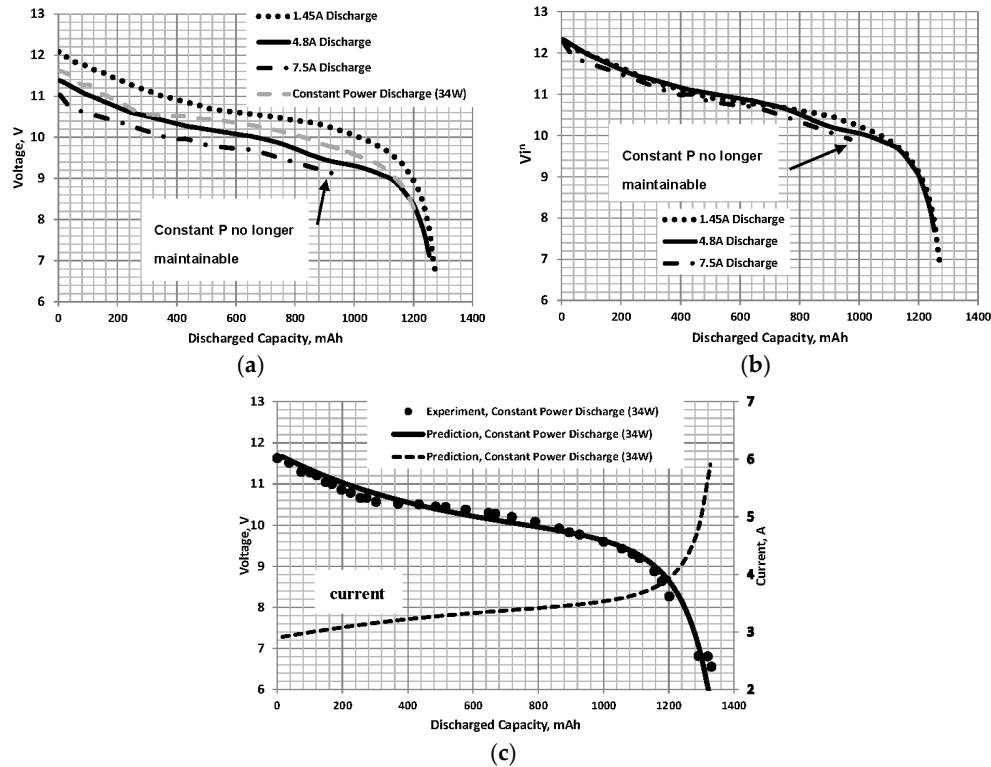 1.45A Discharge
4.8A Discharge
7.5A Discharge
Constant Power Discharge (34W)
13
12
11
10
9
8
7
6
Voltage, V
Constant P no longer
maintainable
0 200 400 600 800 1000 1200 1400
Discharged Capacity, mAh
(a)
13
12
11
10
9
8
7
6
Viⁿ
Constant P no longer
maintainable
1.45A Discharge
4.8A Discharge
7.5A Discharge
0 200 400 600 800 1000 1200 1400
Discharged Capacity, mAh
(b)
Experiment, Constant Power Discharge (34W)
Prediction, Constant Power Discharge (34W)
Prediction, Constant Power Discharge (34W)
13
12
11
10
9
8
7
6
Voltage, V
current
7
6
5
4
3
2
Current, A
0 200 400 600 800 1000 1200 1400
Discharged Capacity, mAh
(c)